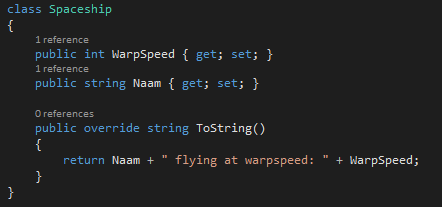 class Spaceship
{
1 reference
public int WarpSpeed { get; set; }
1 reference
public string Naam { get; set; }
0 references
public override string ToString()
{
return Naam + " flying at warpspeed: " + WarpSpeed;
}
}